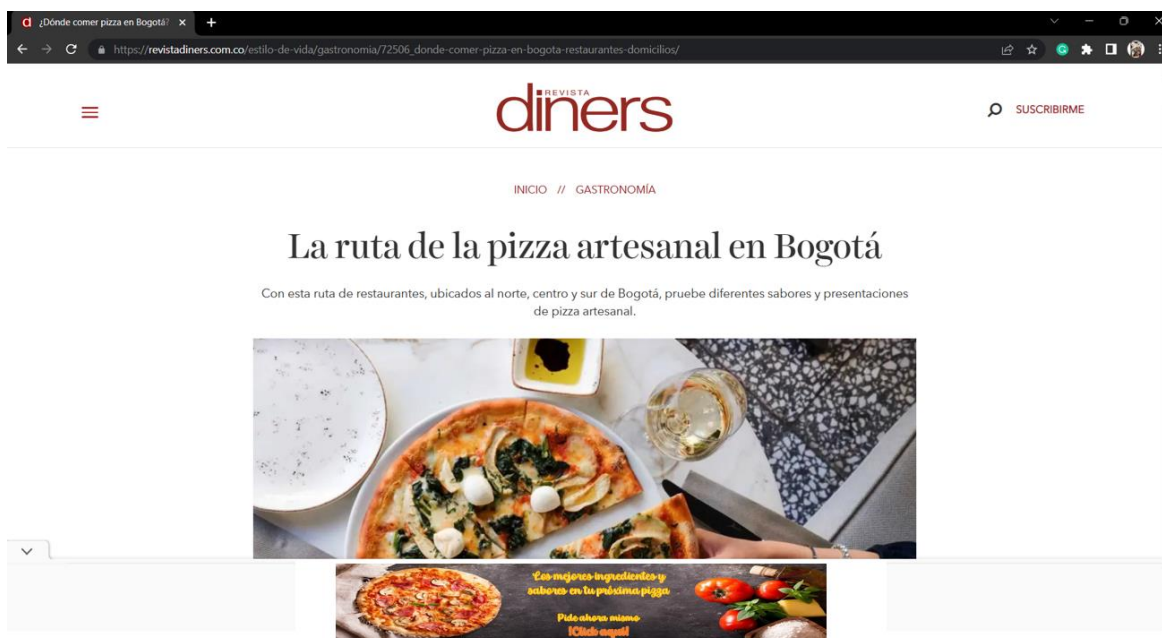 ¿Dónde comer pizza en Bogotá?
https://revistadiners.com.co/estilo-de-vida/gastronomia/72506_donde-comer-pizza-en-bogota-restaurantes-domicilios/
REVISTA
diners
SUSCRIBIRME
INICIO // GASTRONOMÍA
La ruta de la pizza artesanal en Bogotá
Con esta ruta de restaurantes, ubicados al norte, centro y sur de Bogotá, pruebe diferentes sabores y presentaciones
de pizza artesanal.
Los mejores ingredientes y
sabores en tu próxima pizza
Pide ahora mismo
!Click aquí!